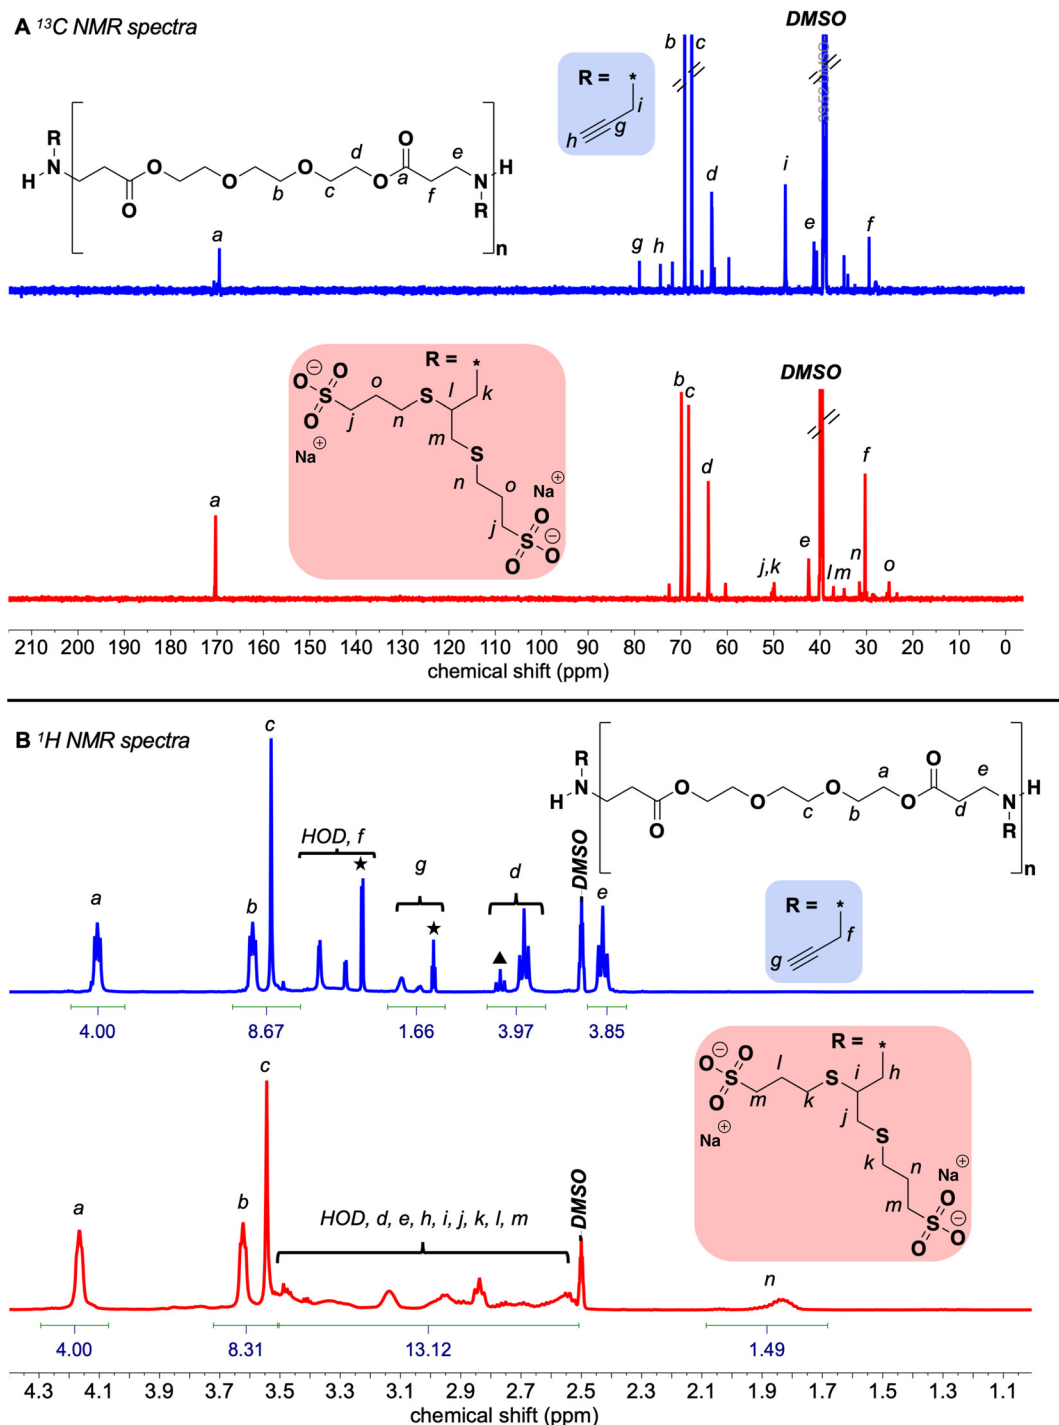 A ¹³C NMR spectra
DMSO
39.52 DMSO
b
c
R = *
i
g
h
R
N
H
O
O
O
O
O
O
d
a
b
c
f
e
N
H
R
n
a
g
h
d
i
e
f
R = *
O
O
O
S
⊖
o
j
n
S
l
k
m
S
n
o
j
Na⊕
Na⊕
O
O
S
O
⊖
a
b
c
d
DMSO
f
e
j,k
l
m
n
o
210 200 190 180 170 160 150 140 130 120 110 100 90 80 70 60 50 40 30 20 10 0
chemical shift (ppm)
B ¹H NMR spectra
c
R
N
H
O
O
O
O
O
O
a
c
b
d
e
N
H
R
n
HOD, f
★
g
★
d
▲
DMSO
e
a
b
R = *
f
g
4.00
8.67
1.66
3.97
3.85
R = *
O
O
O
S
⊖
l
m
k
S
i
h
j
S
k
n
m
Na⊕
Na⊕
O
O
S
O
⊖
c
a
b
HOD, d, e, h, i, j, k, l, m
DMSO
n
4.00
8.31
13.12
1.49
4.3 4.1 3.9 3.7 3.5 3.3 3.1 2.9 2.7 2.5 2.3 2.1 1.9 1.7 1.5 1.3 1.1
chemical shift (ppm)